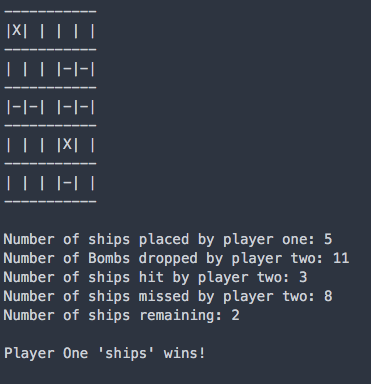 -----------
|X| | | | |
-----------
| | | |-|-|
-----------
|-|-| |-|-|
-----------
| | | |X| |
-----------
| | | |-| |
-----------
Number of ships placed by player one: 5
Number of Bombs dropped by player two: 11
Number of ships hit by player two: 3
Number of ships missed by player two: 8
Number of ships remaining: 2
Player One 'ships' wins!